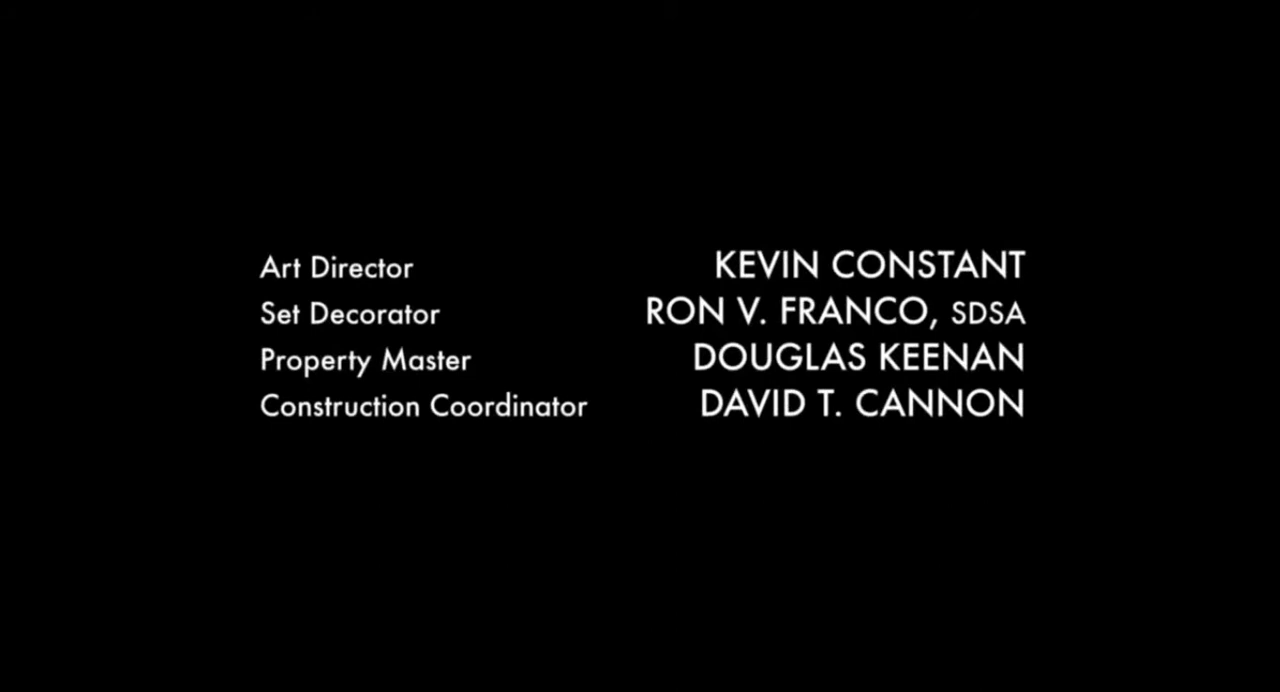 Art Director KEVIN CONSTANT
Set Decorator RON V. FRANCO, SDSA
Property Master DOUGLAS KEENAN
Construction Coordinator DAVID T. CANNON